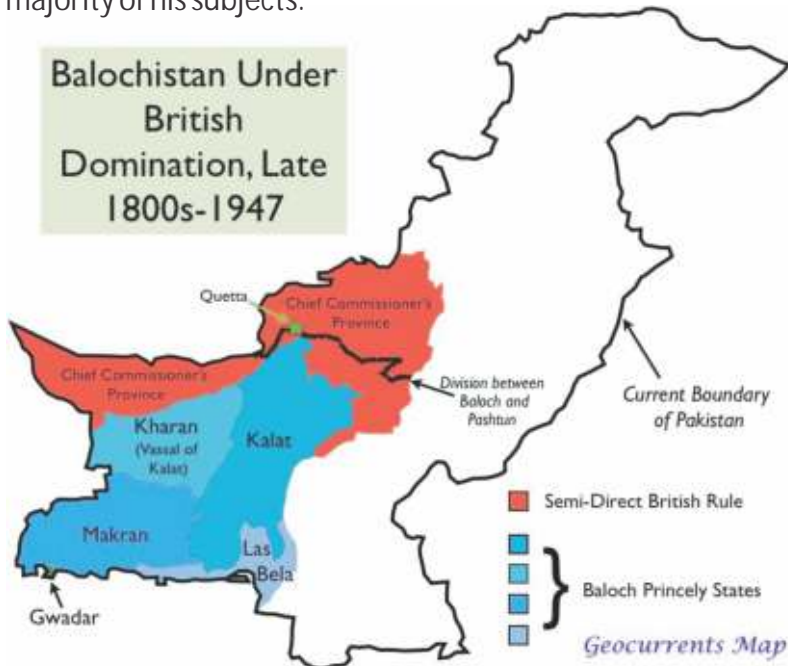 majority of his subjects.
Balochistan Under
British
Domination, Late
1800s-1947
Quetta
Chief Commissioner's
Province
Chief Commissioner's
Province
Division between
Baloch and
Pashtun
Current Boundary
of Pakistan
Kharan
(Vassal of
Kalat)
Kalat
Makran
Las
Bela
Gwadar
Semi-Direct British Rule
Baloch Princely States
Geocurrents Map